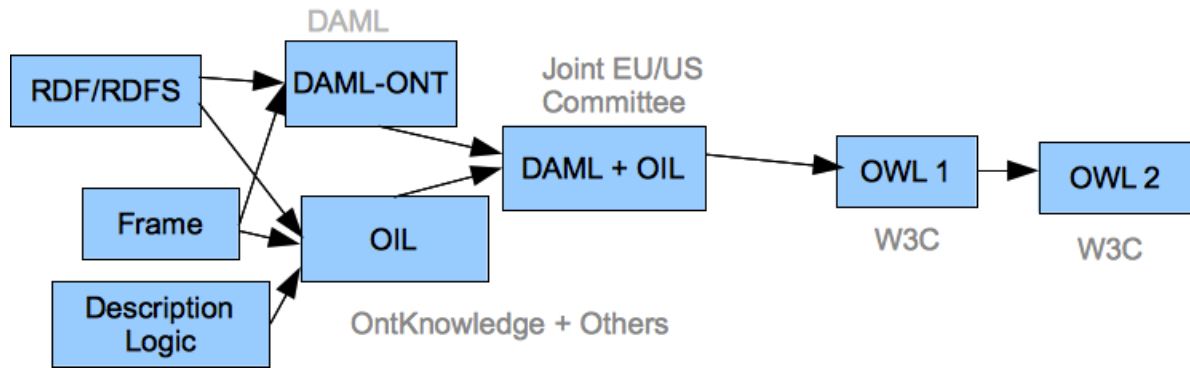 DAML
RDF/RDFS
DAML-ONT
Joint EU/US
Committee
DAML + OIL
OWL 1
OWL 2
Frame
OIL
W3C
W3C
Description
Logic
OntKnowledge + Others